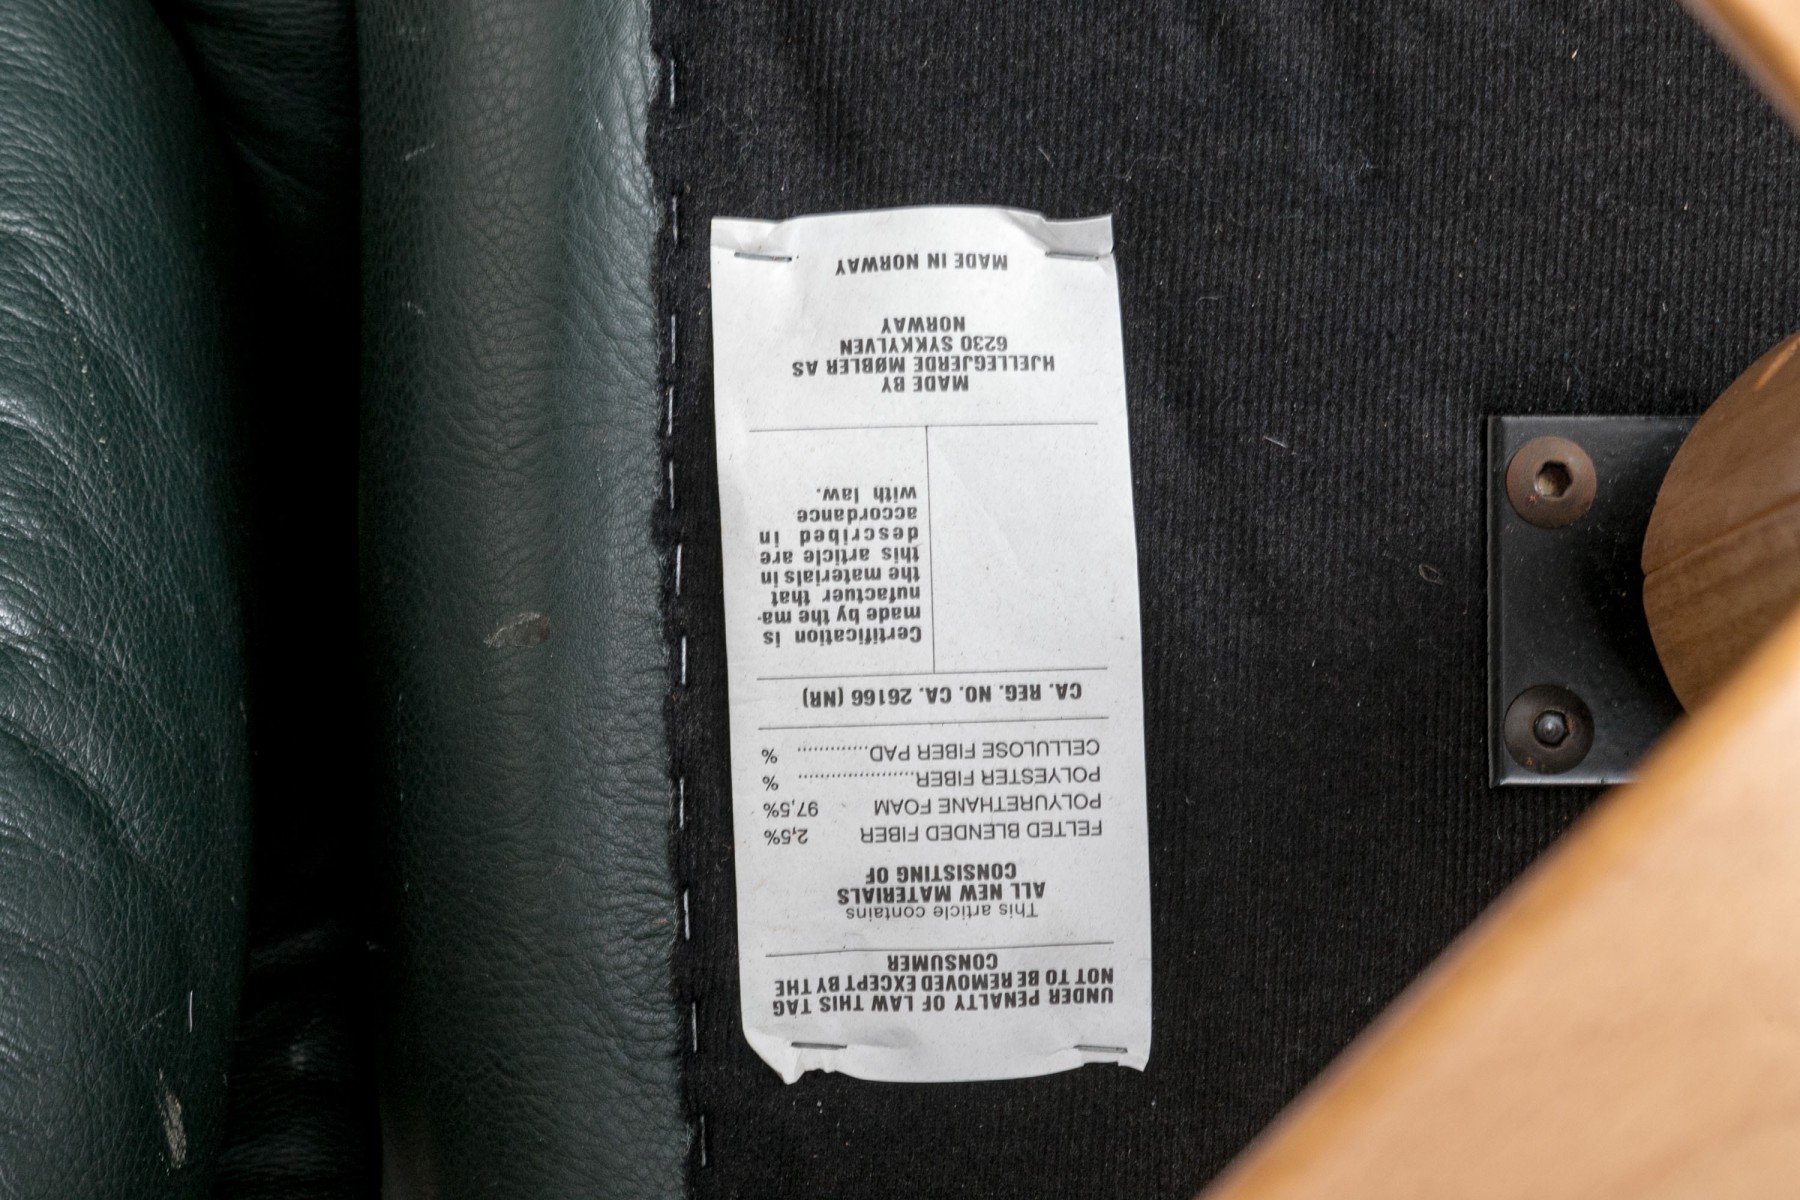 UNDER PENALTY OF LAW THIS TAG
NOT TO BE REMOVED EXCEPT BY THE
CONSUMER
This article contains
ALL NEW MATERIALS
CONSISTING OF
FELTED BLENDED FIBER 2,5%
POLYURETHANE FOAM 97,5%
POLYESTER FIBER....................... %
CELLULOSE FIBER PAD.............. %
CA. REG. NO. CA. 26166 (NR)
Certification is
made by the ma-
nufactuer that
the materials in
this article are
described in
accordance
with law.
MADE BY
HJELLEGJERDE MØBLER AS
6230 SYKKYLVEN
NORWAY
MADE IN NORWAY